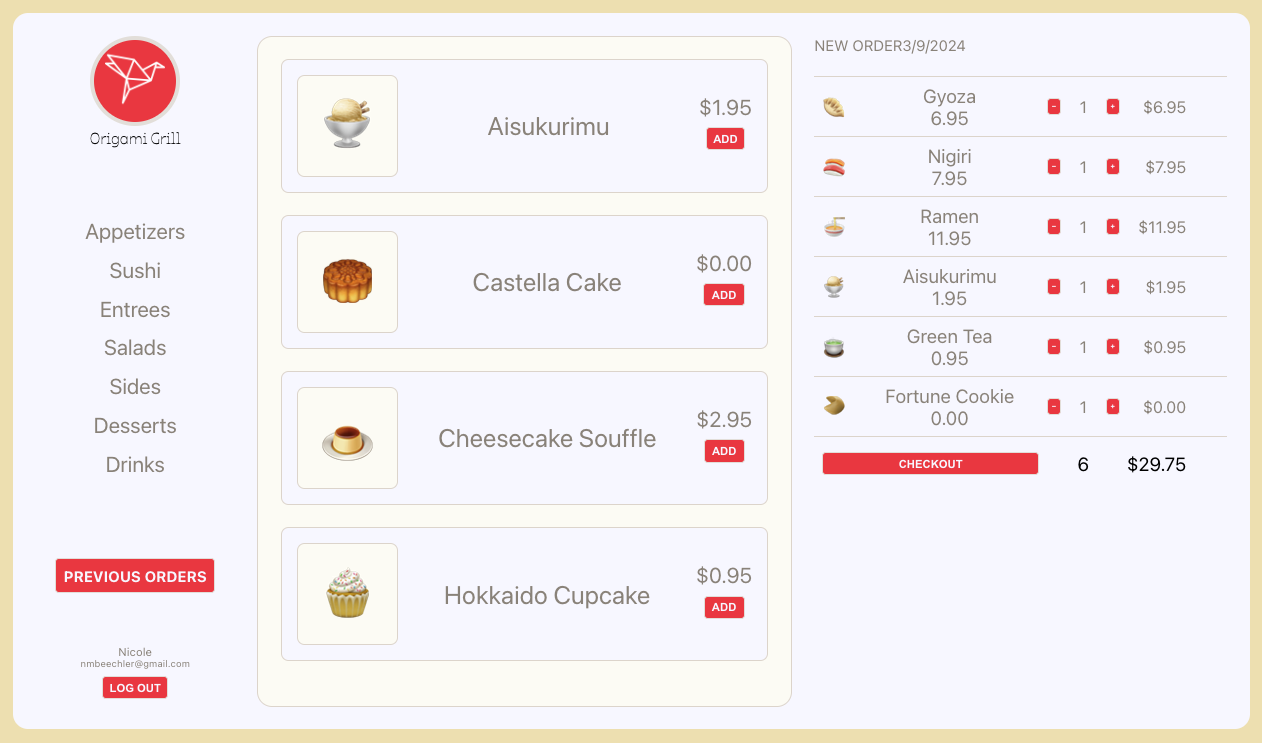 Origami Grill
Appetizers
Sushi
Entrees
Salads
Sides
Desserts
Drinks
PREVIOUS ORDERS
Nicole
nmbeechler@gmail.com
LOG OUT
Aisukurimu
$1.95
ADD
Castella Cake
$0.00
ADD
Cheesecake Souffle
$2.95
ADD
Hokkaido Cupcake
$0.95
ADD
NEW ORDER3/9/2024
Gyoza
6.95
- 1 + $6.95
Nigiri
7.95
- 1 + $7.95
Ramen
11.95
- 1 + $11.95
Aisukurimu
1.95
- 1 + $1.95
Green Tea
0.95
- 1 + $0.95
Fortune Cookie
0.00
- 1 + $0.00
CHECKOUT 6 $29.75